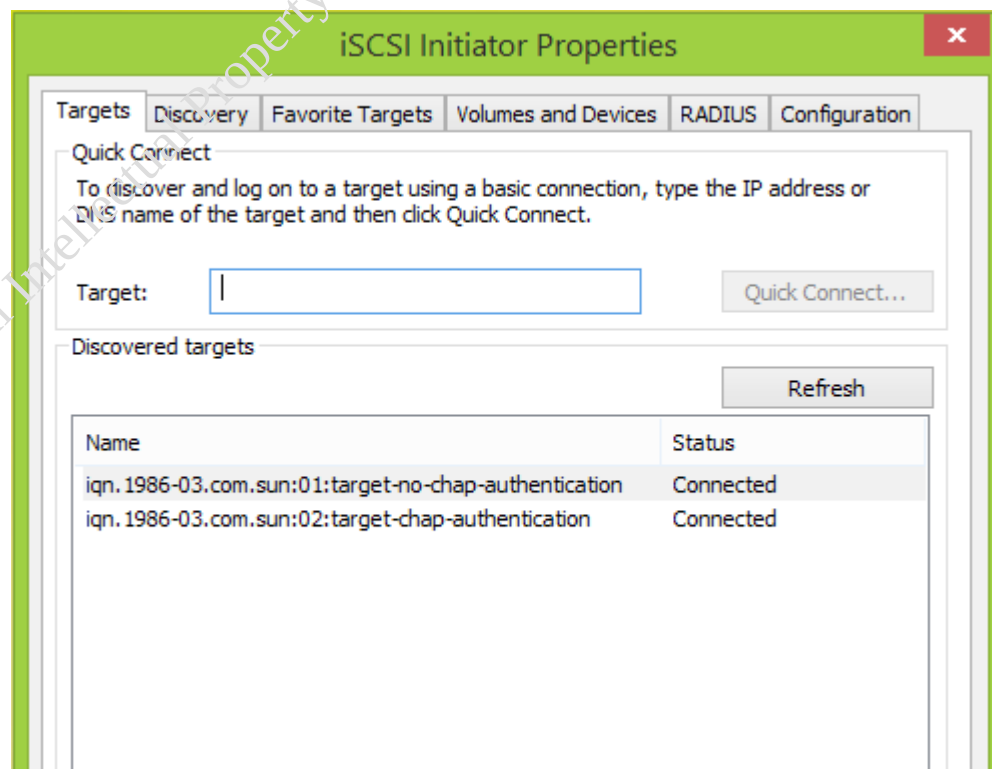 iSCSI Initiator Properties
x
Targets Discovery Favorite Targets Volumes and Devices RADIUS Configuration
Quick Connect
To discover and log on to a target using a basic connection, type the IP address or
DNS name of the target and then click Quick Connect.
Target: Quick Connect...
Discovered targets
Refresh
Name Status
iqn.1986-03.com.sun:01:target-no-chap-authentication Connected
iqn.1986-03.com.sun:02:target-chap-authentication Connected
Intellectual Property